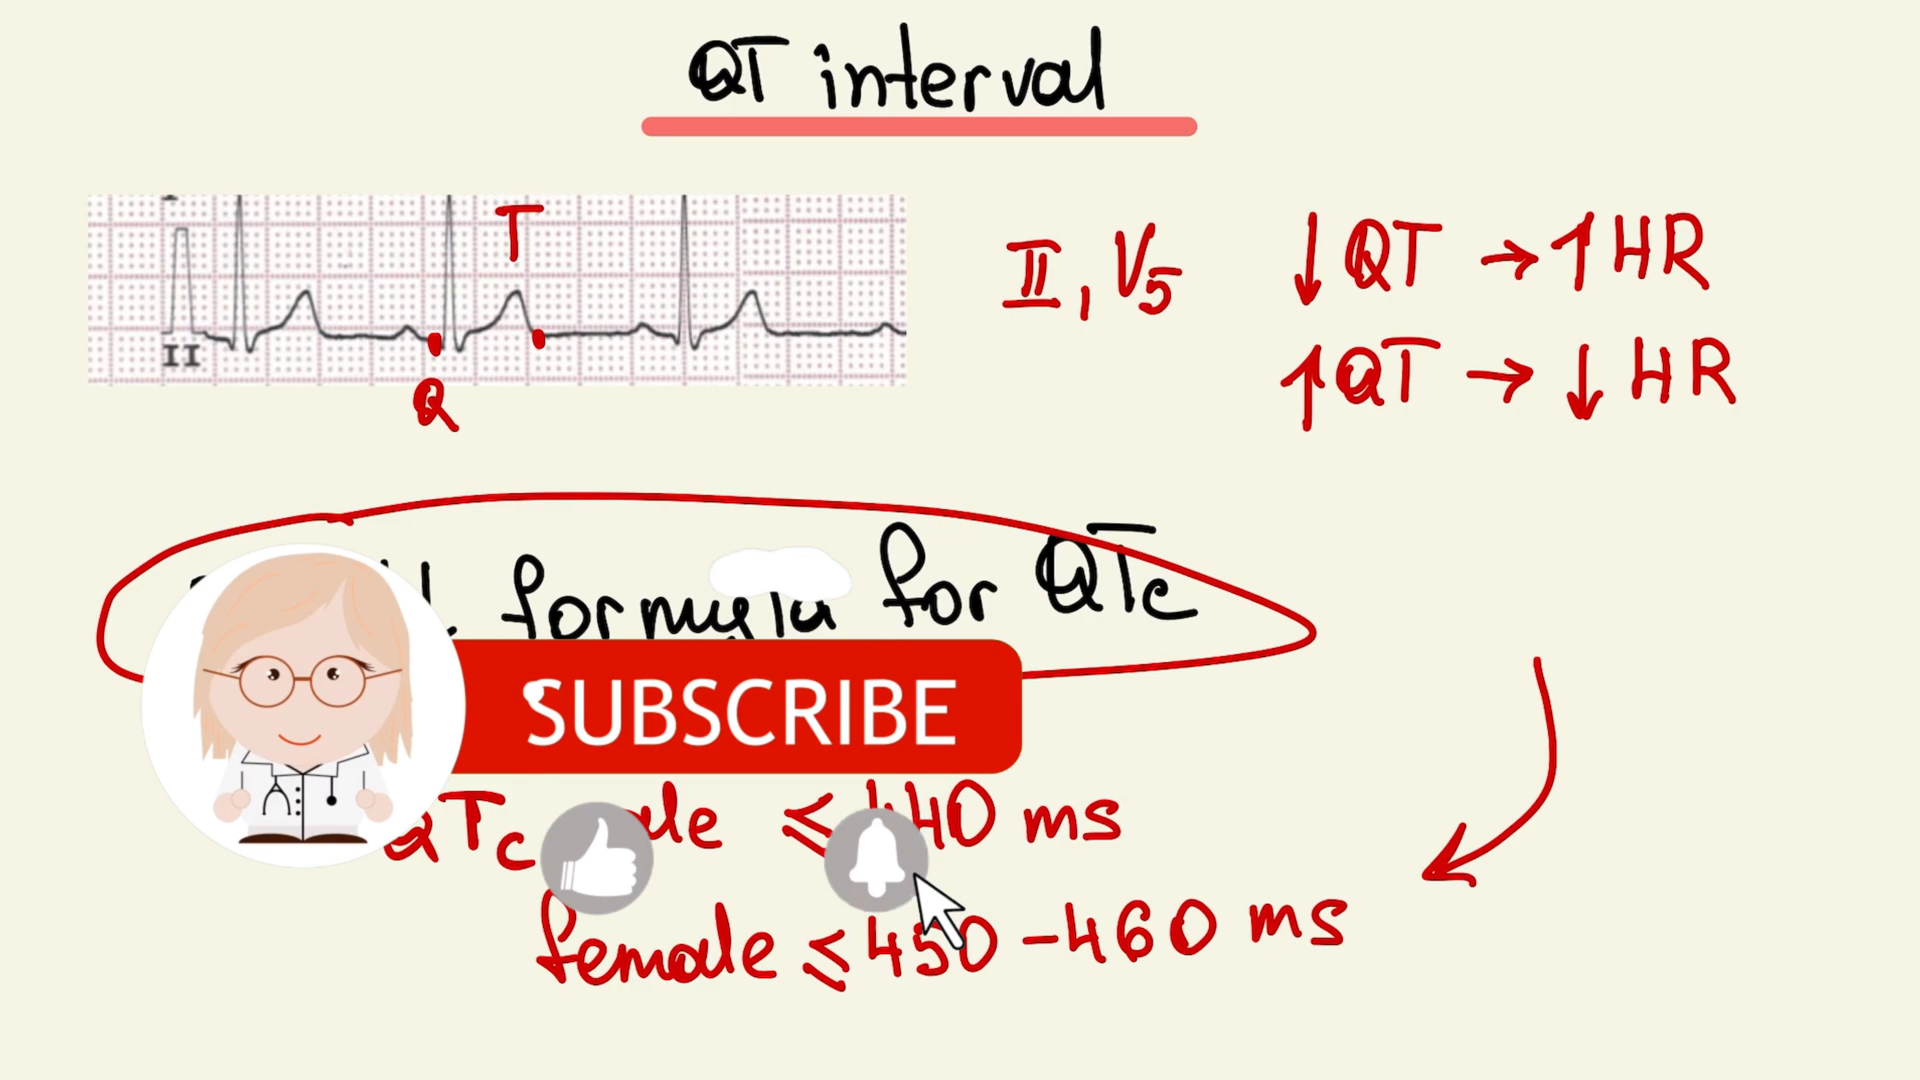 QT interval
T
II
Q
II, V5
↓ QT → ↑ HR
↑ QT → ↓ HR
formula for QTc
SUBSCRIBE
QTc ≤ 440 ms
female ≤ 450 - 460 ms